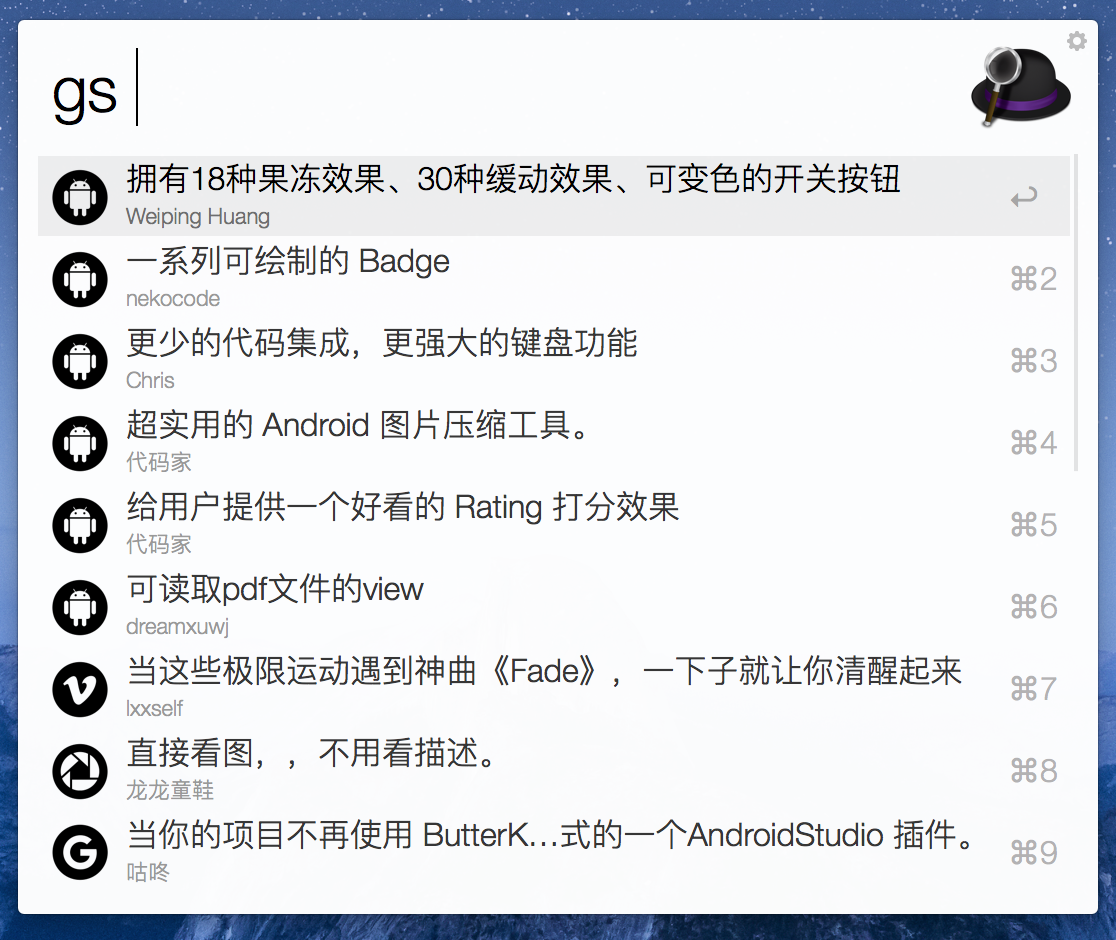 gs
拥有18种果冻效果、30种缓动效果、可变色的开关按钮
Weiping Huang
一系列可绘制的 Badge
nekocode
⌘2
更少的代码集成，更强大的键盘功能
Chris
⌘3
超实用的 Android 图片压缩工具。
代码家
⌘4
给用户提供一个好看的 Rating 打分效果
代码家
⌘5
可读取pdf文件的view
dreamxuwj
⌘6
当这些极限运动遇到神曲《Fade》，一下子就让你清醒起来
lxxself
⌘7
直接看图，，不用看描述。
龙龙童鞋
⌘8
当你的项目不再使用 ButterK…式的一个AndroidStudio 插件。
咕咚
⌘9